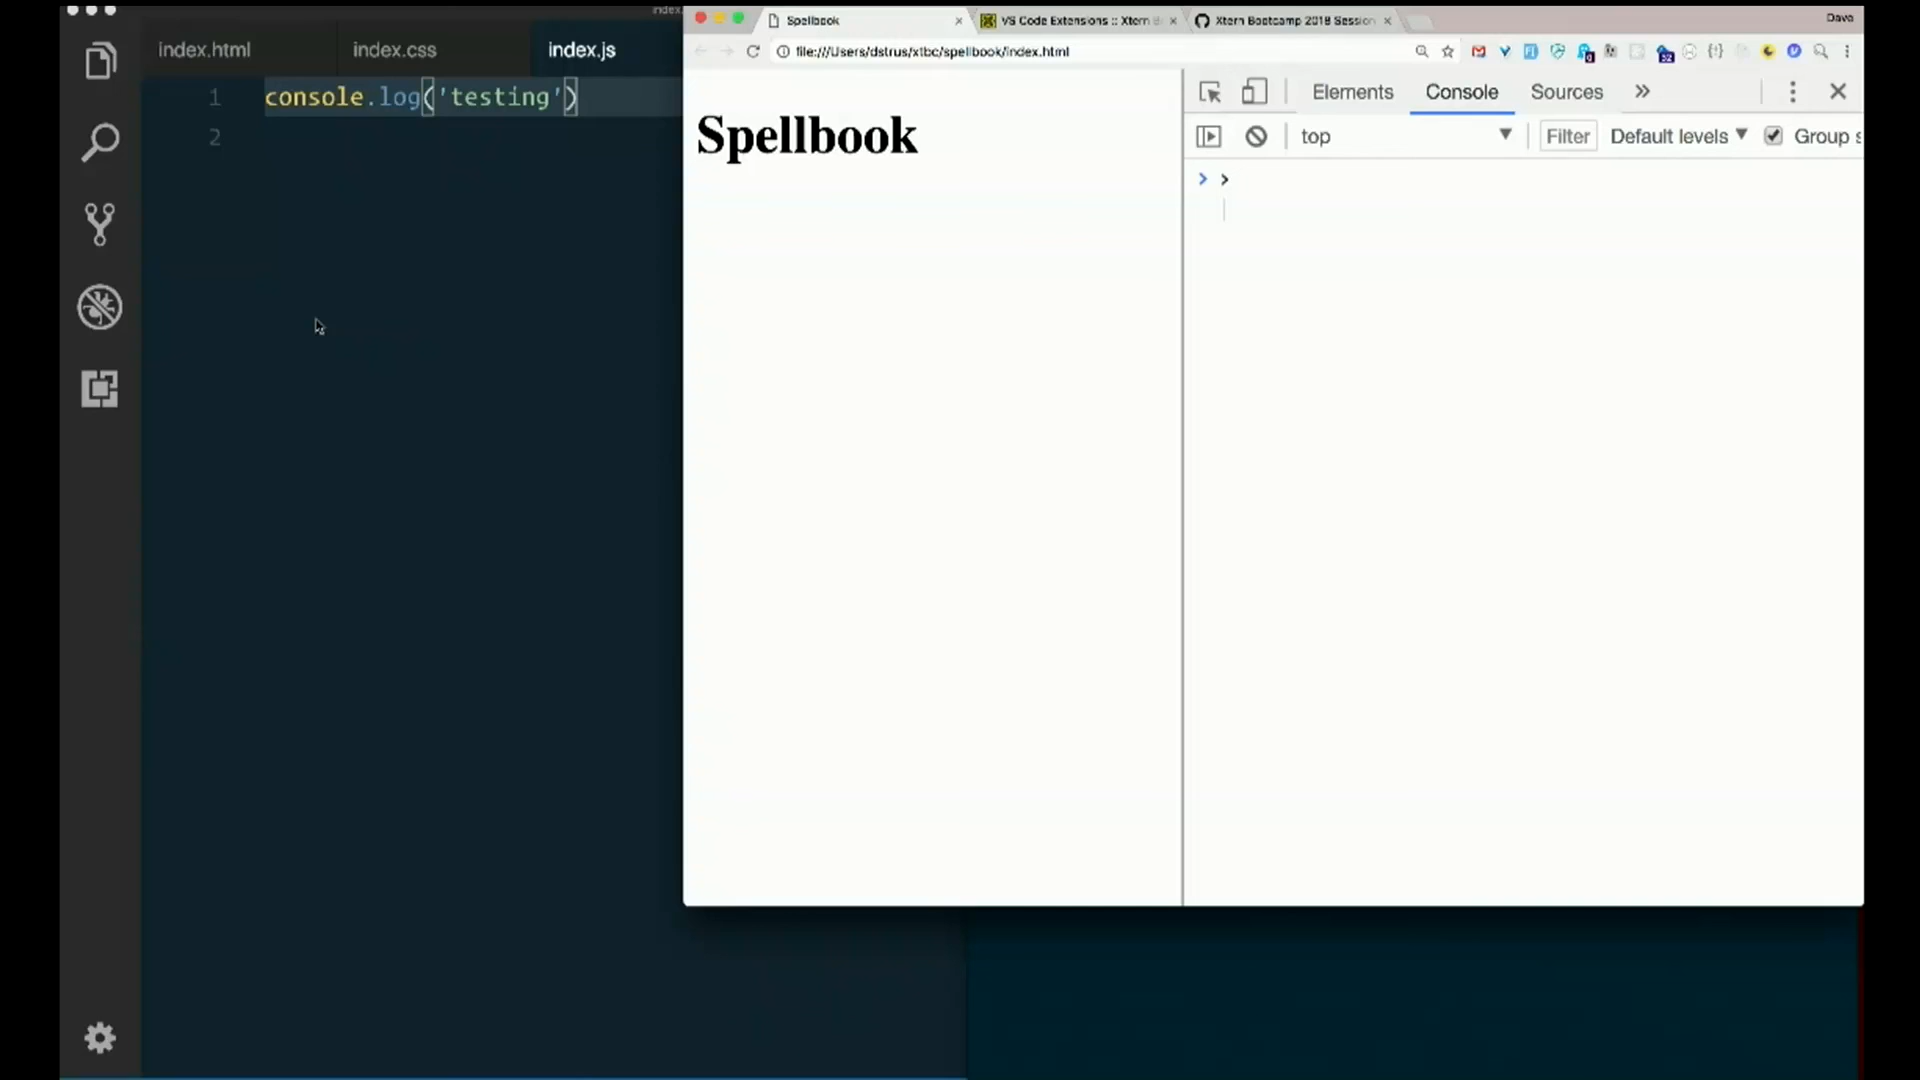 index.html
index.css
index.js
index.
1
console.log('testing')
2
Spellbook
VS Code Extensions :: Xtern B
Xtern Bootcamp 2018 Session
Dave
file:///Users/dstrus/xtbc/spellbook/index.html
Spellbook
Elements
Console
Sources
»
top
Filter
Default levels
Group s
> >